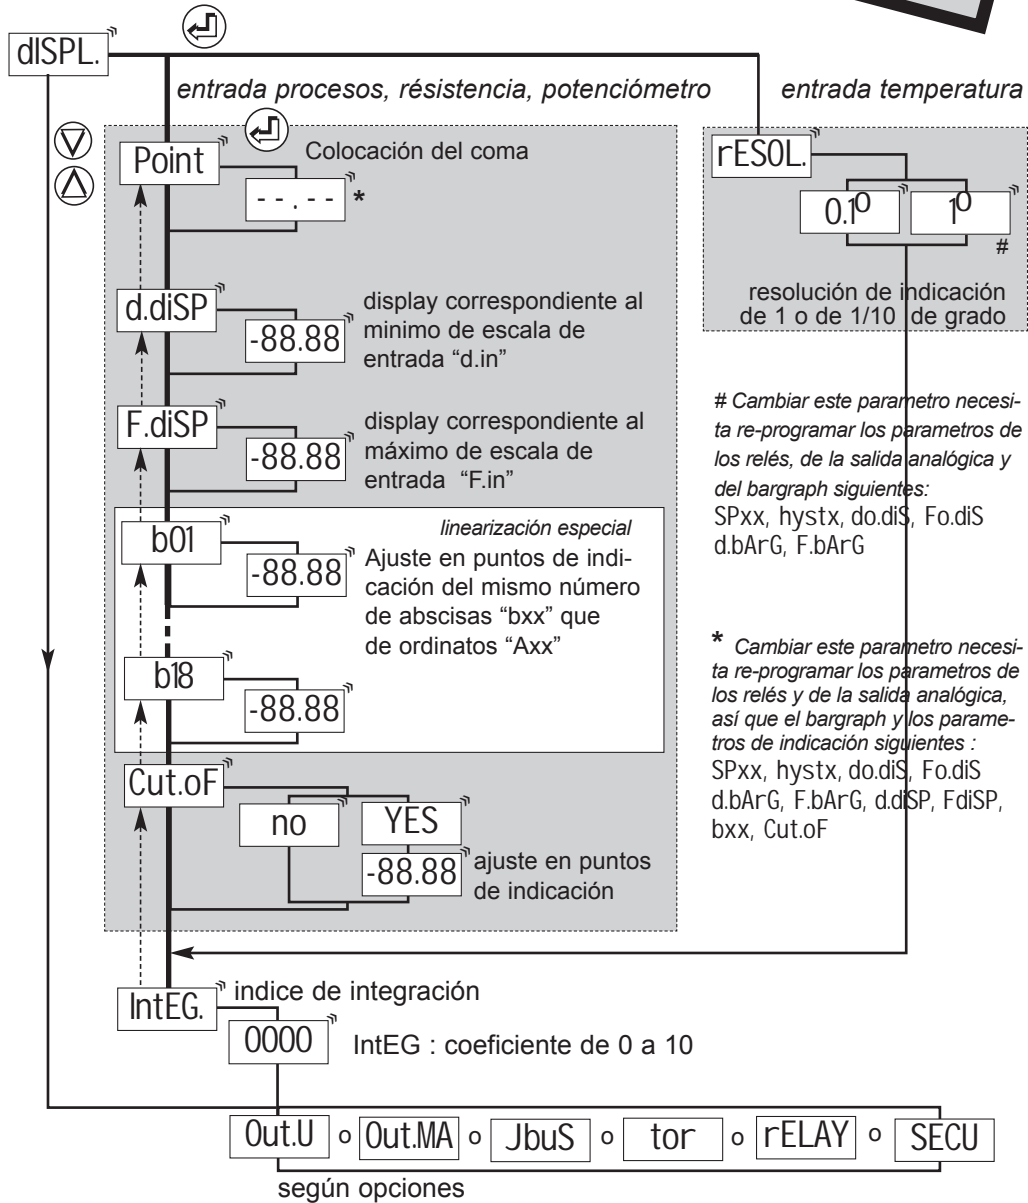 dISPL.
entrada procesos, résistencia, potenciómetro
entrada temperatura
Point
Colocación del coma
--.-- *
d.diSP
-88.88
display correspondiente al
minimo de escala de
entrada “d.in”
F.diSP
-88.88
display correspondiente al
máximo de escala de
entrada “F.in”
linearización especial
b01
-88.88
Ajuste en puntos de indi-
cación del mismo número
de abscisas “bxx” que
de ordinatos “Axx”
b18
-88.88
Cut.oF
no
YES
-88.88
ajuste en puntos
de indicación
rESOL.
0.1º
1º
#
resolución de indicación
de 1 o de 1/10 de grado
# Cambiar este parametro necesi-
ta re-programar los parametros de
los relés, de la salida analógica y
del bargraph siguientes:
SPxx, hystx, do.diS, Fo.diS
d.bArG, F.bArG
* Cambiar este parametro necesi-
ta re-programar los parametros de
los relés y de la salida analógica,
así que el bargraph y los parame-
tros de indicación siguientes :
SPxx, hystx, do.diS, Fo.diS
d.bArG, F.bArG, d.diSP, FdiSP,
bxx, Cut.oF
IntEG.
indice de integración
0000
IntEG : coeficiente de 0 a 10
Out.U o Out.MA o JbuS o tor o rELAY o SECU
según opciones